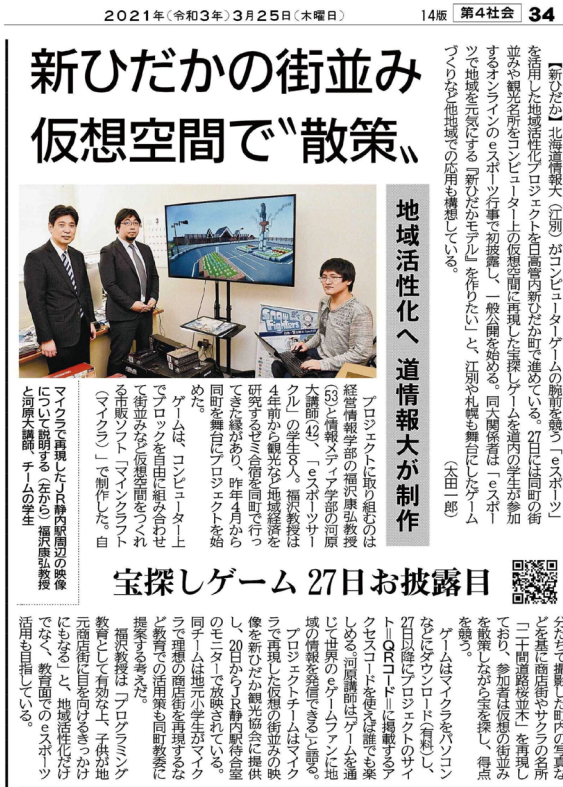 2021年(令和3年)3月25日(木曜日)
14版
第4社会
34
新ひだかの街並み
仮想空間で〝散策〟
地域活性化へ 道情報大が制作
【新ひだか】北海道情報大(江別)がコンピューターゲームの腕前を競う「eスポーツ」
を活用した地域活性化プロジェクトを日高管内新ひだか町で進めている。27日には同町の街
並みや観光名所をコンピューター上の仮想空間に再現した宝探しゲームを道内の学生が参加
するオンラインのeスポーツ行事で初披露し、一般公開を始める。同大関係者は「eスポー
ツで地域を元気にする『新ひだかモデル』を作りたい」と、江別や札幌も舞台にしたゲーム
づくりなど他地域での応用も構想している。
(太田一郎)
マイクラで再現したJR静内駅周辺の映像
について説明する(左から)福沢康弘教授
と河原大講師、チームの学生
プロジェクトに取り組むのは
経営情報学部の福沢康弘教授
(53)と情報メディア学部の河原
大講師(42)、「eスポーツサー
クル」の学生8人。福沢教授は
4年前から観光など地域経済を
研究するゼミ合宿を同町で行っ
てきた縁があり、昨年4月から
同町を舞台にプロジェクトを始
めた。
ゲームは、コンピューター上
でブロックを自由に組み合わせ
て街並みなど仮想空間をつくれ
る市販ソフト「マインクラフト
(マイクラ)」で制作した。自
宝探しゲーム 27日お披露目
分たちで撮影した町内の写真な
どを基に商店街やサクラの名所
「二十間道路桜並木」を再現し
ており、参加者は仮想の街並み
を散策しながら宝を探し、得点
を競う。
ゲームはマイクラをパソコン
などにダウンロード(有料)し、
27日以降にプロジェクトのサイ
ト=QRコード=に掲載するア
クセスコードを使えば誰でも楽
しめる。河原講師は「ゲームを通
じて世界のeゲームファンに地
域の情報を発信できる」と語る。
プロジェクトチームはマイク
ラで再現した仮想の街並みの映
像を新ひだか観光協会に提供
し、20日からJR静内駅待合室
のモニターで放映されている。
同チームは地元小学生がマイク
ラで理想の商店街を再現するな
ど教育での活用策も同町教委に
提案する考えだ。
福沢教授は「プログラミング
教育として有効な上、子供が地
元商店街に目を向けるきっかけ
にもなる」と、地域活性化だけ
でなく、教育面でのeスポーツ
活用も目指している。